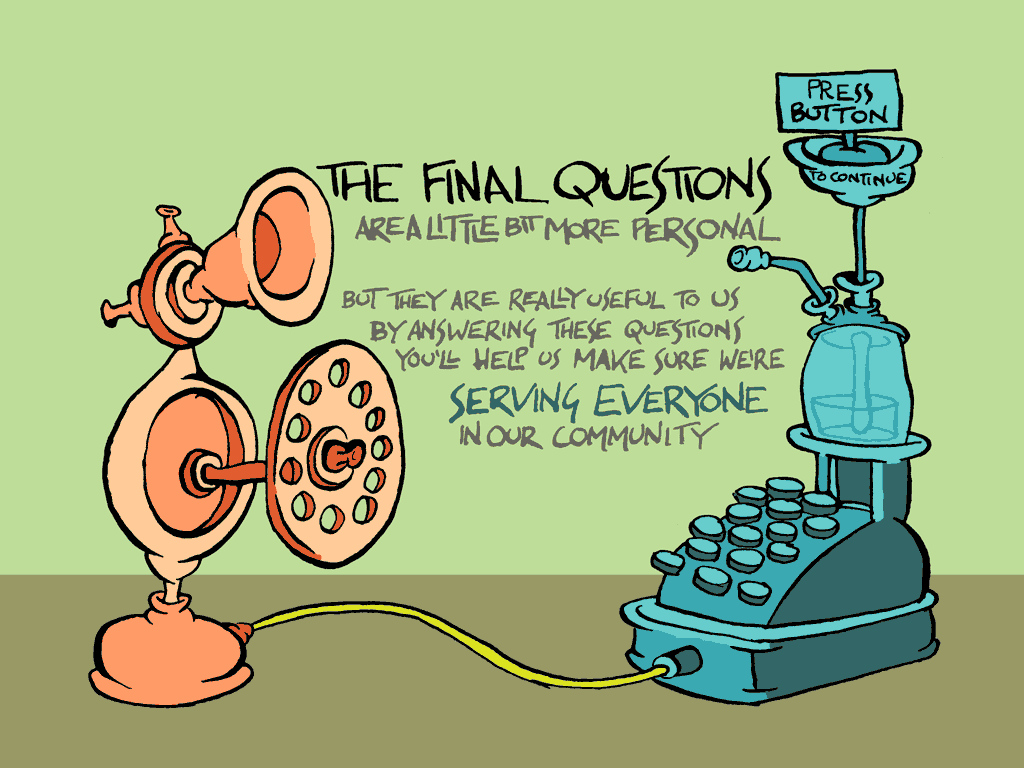 THE FINAL QUESTIONS
ARE A LITTLE BIT MORE PERSONAL
BUT THEY ARE REALLY USEFUL TO US
BY ANSWERING THESE QUESTIONS
YOU'LL HELP US MAKE SURE WE'RE
SERVING EVERYONE
IN OUR COMMUNITY
PRESS
BUTTON
TO CONTINUE